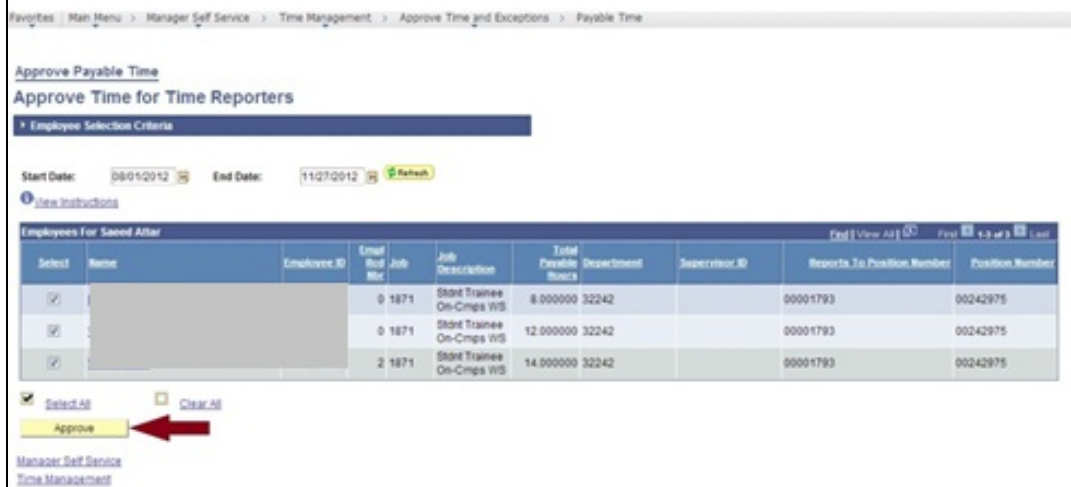 Favorites Main Menu > Manager Self Service > Time Management > Approve Time and Exceptions > Payable Time
Approve Payable Time
Approve Time for Time Reporters
Employee Selection Criteria
Start Date: 08/01/2012 End Date: 11/27/2012 Refresh
View Instructions
Employees For Saeed Attar Find | View All | First 1-3 of 3 Last
Select Name Employee ID Empl Rcd Nbr Job Job Description Total Payable Hours Department Supervisor ID Reports To Position Number Position Number
0 1871 Stdnt Trainee On-Cmps WS 8.000000 32242 00001793 00242975
0 1871 Stdnt Trainee On-Cmps WS 12.000000 32242 00001793 00242975
2 1871 Stdnt Trainee On-Cmps WS 14.000000 32242 00001793 00242975
Select All Clear All
Approve
Manager Self Service
Time Management